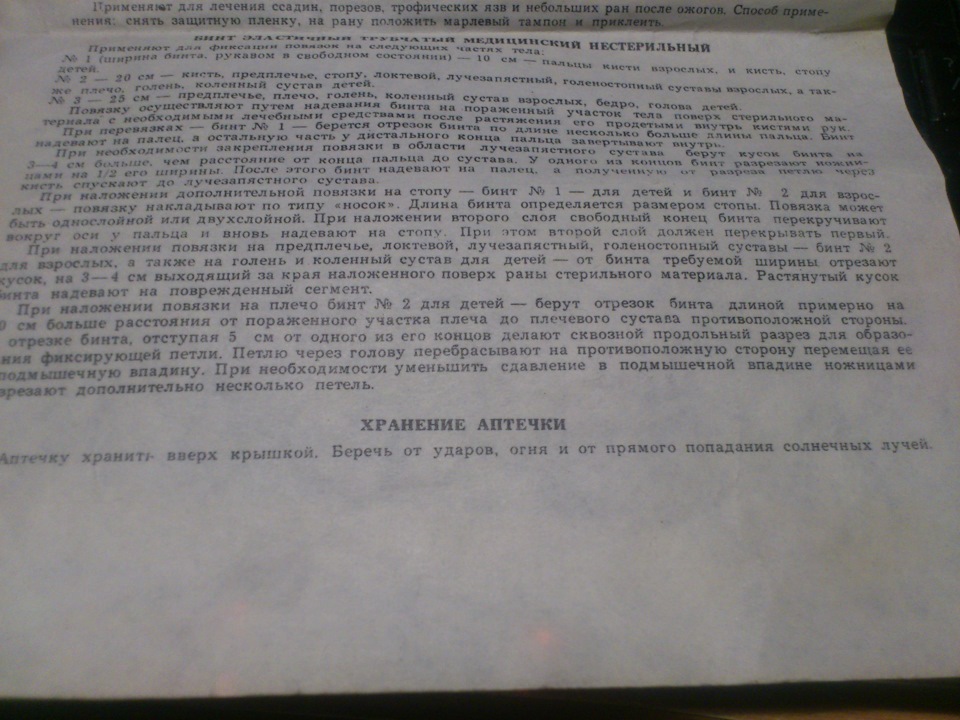 Применяют для лечения ссадин, порезов, трофических язв и небольших ран после ожогов. Способ приме-
нения: снять защитную пленку, на рану положить марлевый тампон и приклеить.
БИНТ ЭЛАСТИЧНЫЙ ТРУБЧАТЫЙ МЕДИЦИНСКИЙ НЕСТЕРИЛЬНЫЙ
Применяют для фиксации повязок на следующих частях тела:
№ 1 (ширина бинта, рукавом в свободном состоянии) — 10 см — пальцы кисти взрослых, и кисть, стопу
детей.
№ 2 — 20 см — кисть, предплечье, стопу, локтевой, лучезапястный, голеностопный суставы взрослых, а так-
же плечо, голень, коленный сустав детей.
№ 3 — 25 см — предплечье, плечо, голень, коленный сустав взрослых, бедро, голова детей.
Повязку осуществляют путем надевания бинта на пораженный участок тела поверх стерильного ма-
териала с необходимыми лечебными средствами после растяжения его продетыми внутрь кистями рук.
При перевязках — бинт № 1 — берется отрезок бинта по длине несколько больше длины пальца. Бинт
надевают на палец, а остальную часть у дистального конца пальца завертывают внутрь.
При необходимости закрепления повязки в области лучезапястного сустава берут кусок бинта на
3—4 см больше, чем расстояние от конца пальца до сустава. У одного из концов бинт разрезают ножни-
цами на 1/2 его ширины. После этого бинт надевают на палец, а полученную от разреза петлю через
кисть спускают до лучезапястного сустава.
При наложении дополнительной повязки на стопу — бинт № 1 — для детей и бинт № 2 для взрос-
лых — повязку накладывают по типу «носок». Длина бинта определяется размером стопы. Повязка может
быть однослойной или двухслойной. При наложении второго слоя свободный конец бинта перекручивают
вокруг оси у пальца и вновь надевают на стопу. При этом второй слой должен перекрывать первый.
При наложении повязки на предплечье, локтевой, лучезапястный, голеностопный суставы — бинт № 2
для взрослых, а также на голень и коленный сустав для детей — от бинта требуемой ширины отрезают
кусок, на 3—4 см выходящий за края наложенного поверх раны стерильного материала. Растянутый кусок
бинта надевают на поврежденный сегмент.
При наложении повязки на плечо бинт № 2 для детей — берут отрезок бинта длиной примерно на
0 см больше расстояния от пораженного участка плеча до плечевого сустава противоположной стороны.
отрезке бинта, отступая 5 см от одного из его концов делают сквозной продольный разрез для образо-
ния фиксирующей петли. Петлю через голову перебрасывают на противоположную сторону перемещая ее
подмышечную впадину. При необходимости уменьшить сдавление в подмышечной впадине ножницами
врезают дополнительно несколько петель.
ХРАНЕНИЕ АПТЕЧКИ
Аптечку хранить вверх крышкой. Беречь от ударов, огня и от прямого попадания солнечных лучей.